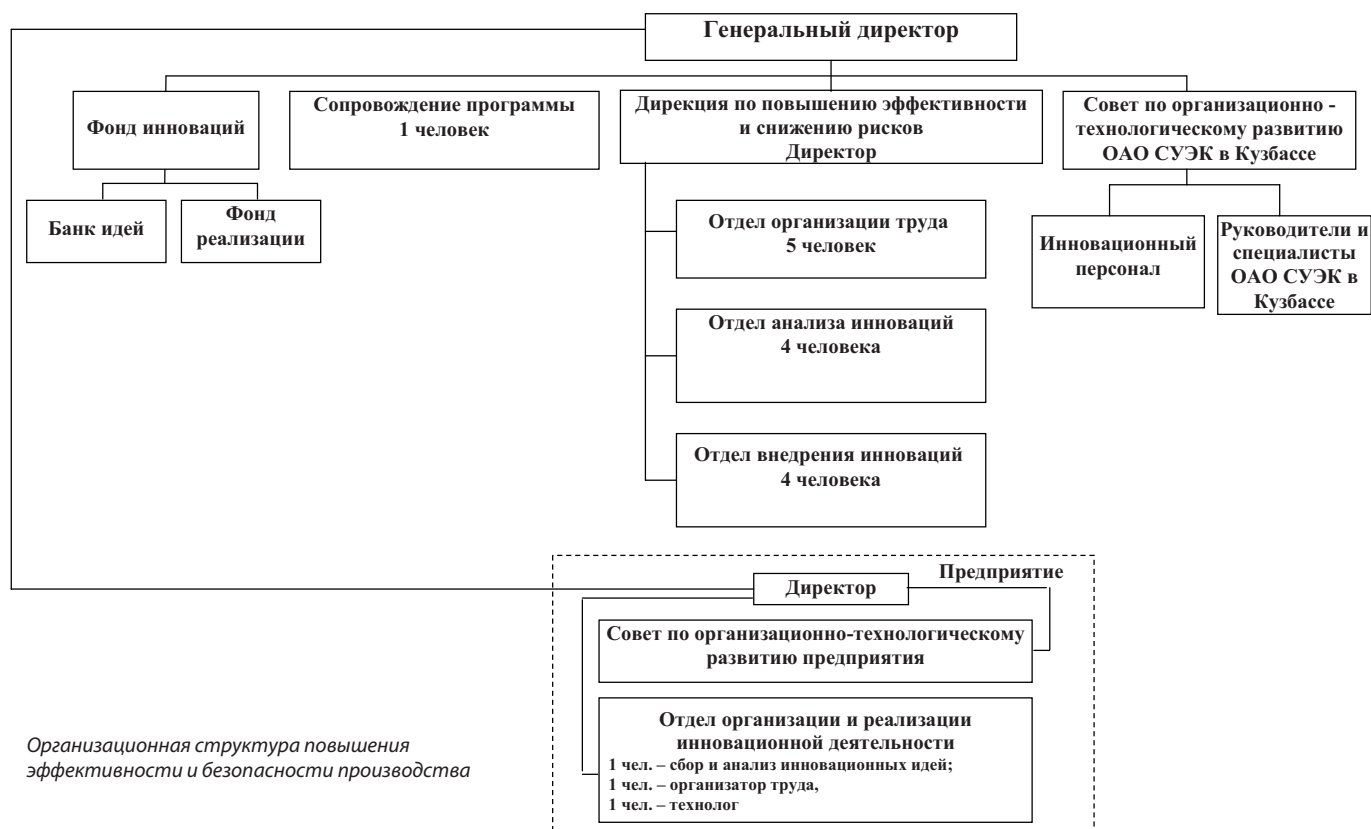 Генеральный директор
Фонд инноваций
Сопровождение программы
1 человек
Дирекция по повышению эффективности
и снижению рисков
Директор
Совет по организационно -
технологическому развитию
ОАО СУЭК в Кузбассе
Банк идей
Фонд
реализации
Отдел организации труда
5 человек
Инновационный
персонал
Руководители и
специалисты
ОАО СУЭК в
Кузбассе
Отдел анализа инноваций
4 человека
Отдел внедрения инноваций
4 человека
Предприятие
Директор
Совет по организационно-технологическому
развитию предприятия
Отдел организации и реализации
инновационной деятельности
1 чел. – сбор и анализ инновационных идей;
1 чел. – организатор труда,
1 чел. – технолог
Организационная структура повышения
эффективности и безопасности производства